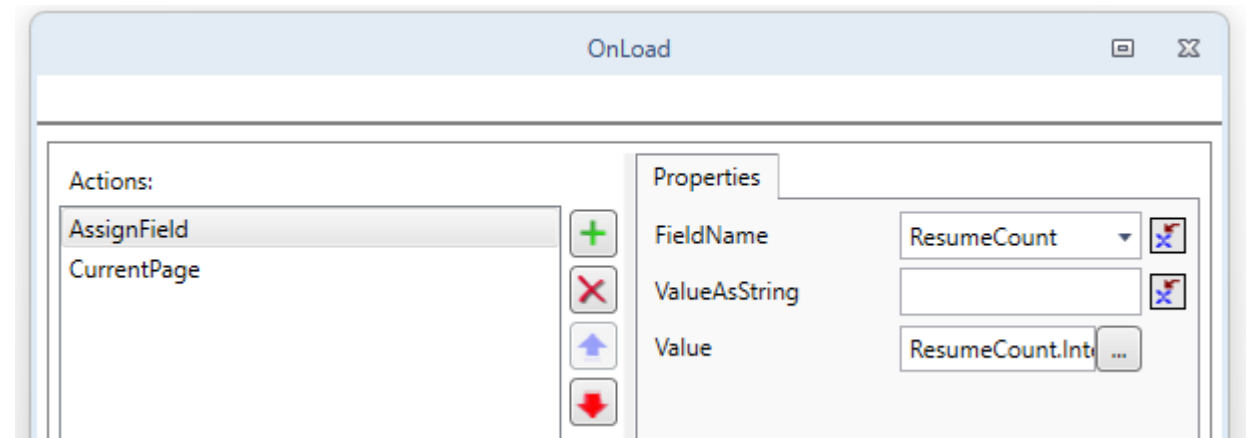 OnLoad
Actions:
AssignField
CurrentPage
Properties
FieldName ResumeCount
ValueAsString
Value ResumeCount.Inte ...